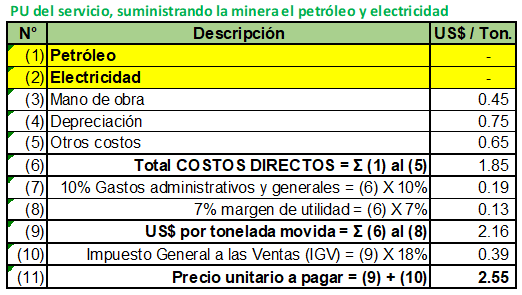 PU del servicio, suministrando la minera el petróleo y electricidad
N° Descripción US$ / Ton.
(1) Petróleo -
(2) Electricidad -
(3) Mano de obra 0.45
(4) Depreciación 0.75
(5) Otros costos 0.65
(6) Total COSTOS DIRECTOS = Σ (1) al (5) 1.85
(7) 10% Gastos administrativos y generales = (6) X 10% 0.19
(8) 7% margen de utilidad = (6) X 7% 0.13
(9) US$ por tonelada movida = Σ (6) al (8) 2.16
(10) Impuesto General a las Ventas (IGV) = (9) X 18% 0.39
(11) Precio unitario a pagar = (9) + (10) 2.55